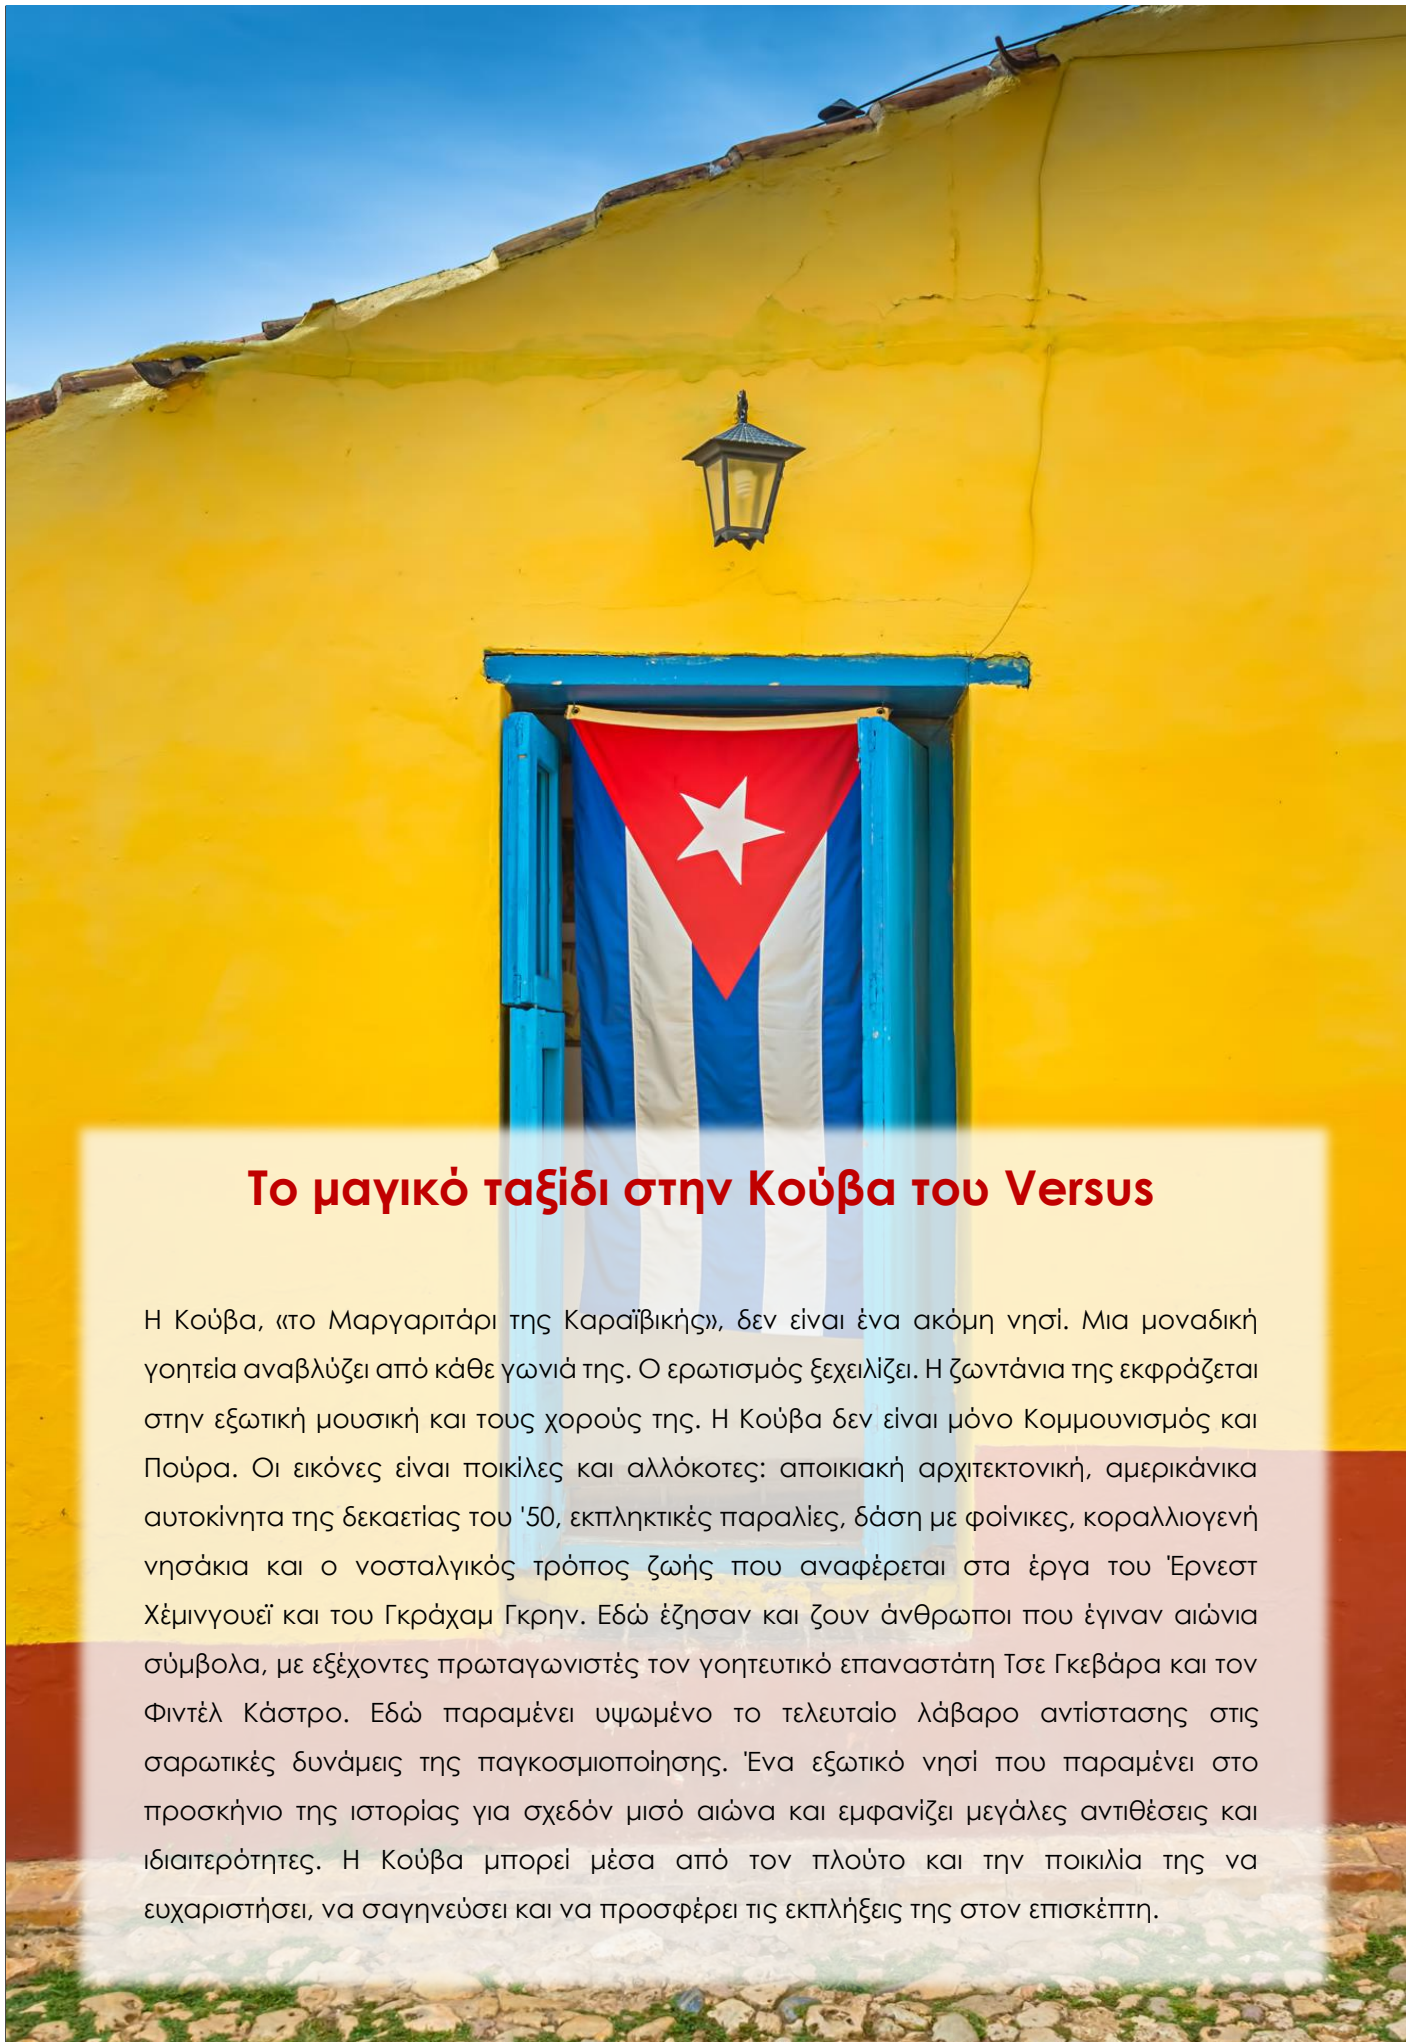 Το μαγικό ταξίδι στην Κούβα του Versus
Η Κούβα, «το Μαργαριτάρι της Καραϊβικής», δεν είναι ένα ακόμη νησί. Μια μοναδική
γοητεία αναβλύζει από κάθε γωνιά της. Ο ερωτισμός ξεχειλίζει. Η ζωντάνια της εκφράζεται
στην εξωτική μουσική και τους χορούς της. Η Κούβα δεν είναι μόνο Κομμουνισμός και
Πούρα. Οι εικόνες είναι ποικίλες και αλλόκοτες: αποικιακή αρχιτεκτονική, αμερικάνικα
αυτοκίνητα της δεκαετίας του '50, εκπληκτικές παραλίες, δάση με φοίνικες, κοραλλιογενή
νησάκια και ο νοσταλγικός τρόπος ζωής που αναφέρεται στα έργα του Έρνεστ
Χέμινγουεϊ και του Γκράχαμ Γκρην. Εδώ έζησαν και ζουν άνθρωποι που έγιναν αιώνια
σύμβολα, με εξέχοντες πρωταγωνιστές τον γοητευτικό επαναστάτη Τσε Γκεβάρα και τον
Φιντέλ Κάστρο. Εδώ παραμένει υψωμένο το τελευταίο λάβαρο αντίστασης στις
σαρωτικές δυνάμεις της παγκοσμιοποίησης. Ένα εξωτικό νησί που παραμένει στο
προσκήνιο της ιστορίας για σχεδόν μισό αιώνα και εμφανίζει μεγάλες αντιθέσεις και
ιδιαιτερότητες. Η Κούβα μπορεί μέσα από τον πλούτο και την ποικιλία της να
ευχαριστήσει, να σαγηνεύσει και να προσφέρει τις εκπλήξεις της στον επισκέπτη.